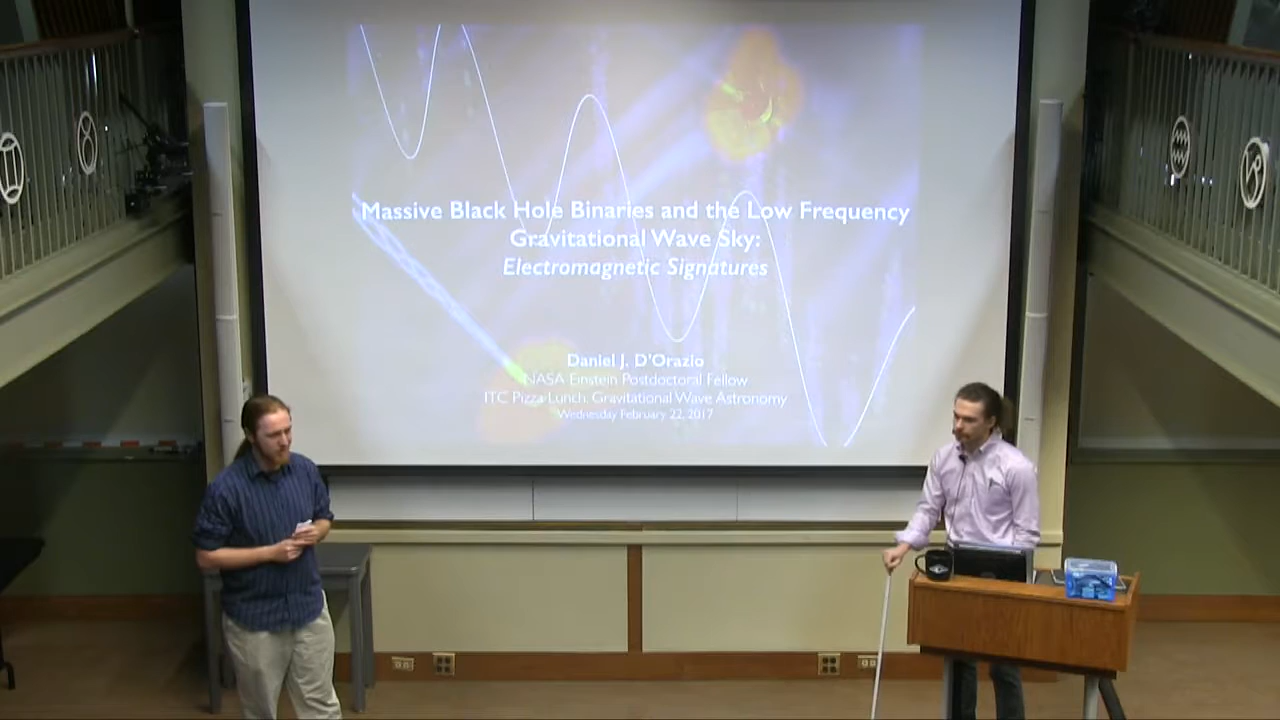 Massive Black Hole Binaries and the Low Frequency
Gravitational Wave Sky:
Electromagnetic Signatures
Daniel J. D'Orazio
NASA Einstein Postdoctoral Fellow
ITC Pizza Lunch: Gravitational Wave Astronomy
Wednesday February 22, 2017